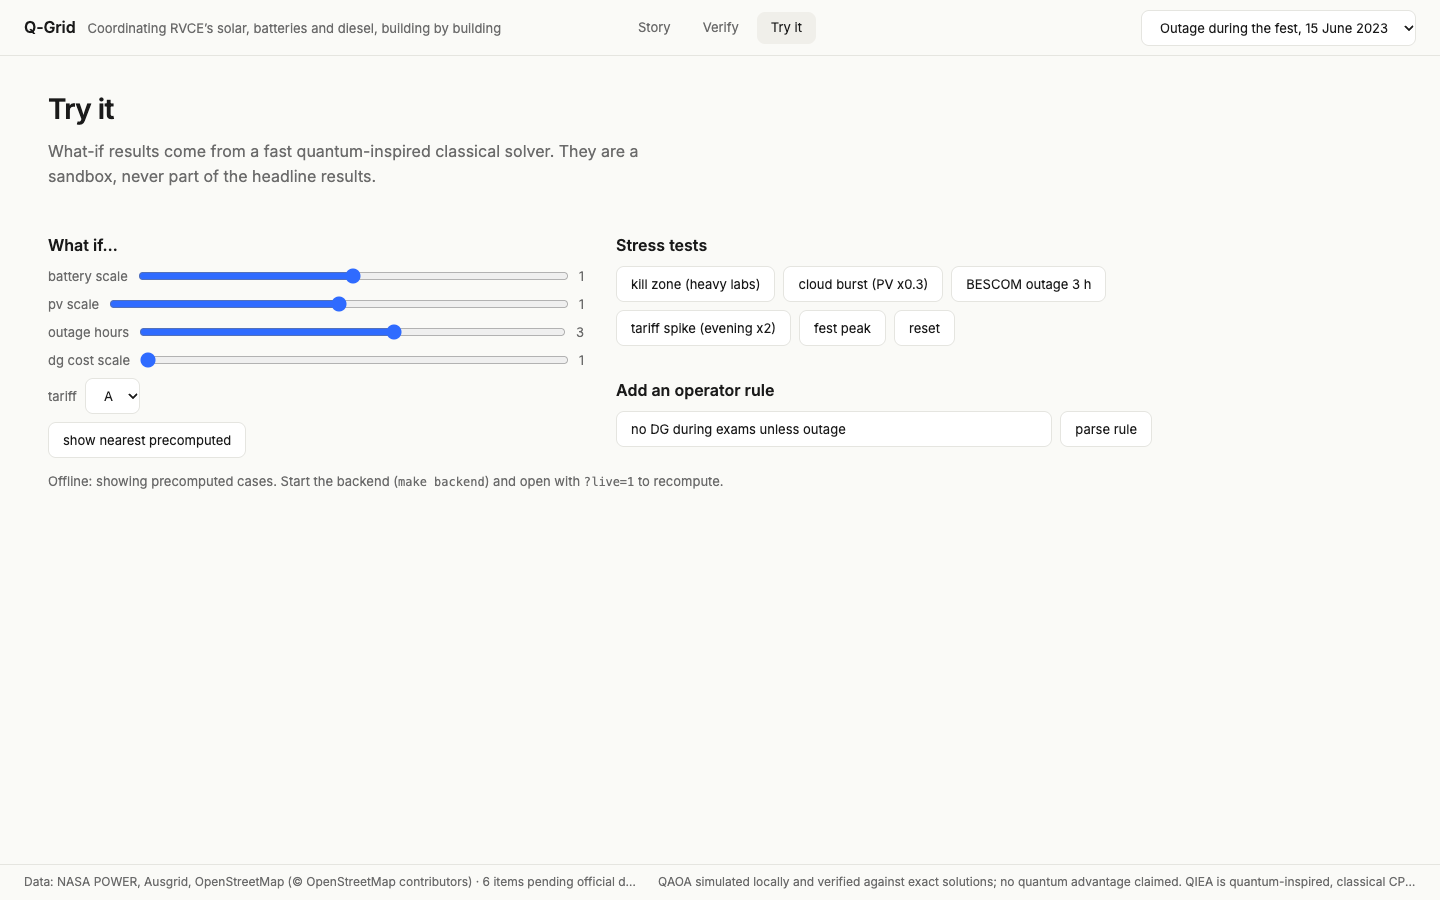 Q-Grid Coordinating RVCE's solar, batteries and diesel, building by building
Story Verify Try it
Outage during the fest, 15 June 2023
Try it
What-if results come from a fast quantum-inspired classical solver. They are a
sandbox, never part of the headline results.
What if...
battery scale 1
pv scale 1
outage hours 3
dg cost scale 1
tariff A
show nearest precomputed
Offline: showing precomputed cases. Start the backend (make backend) and open with ?live=1 to recompute.
Stress tests
kill zone (heavy labs) cloud burst (PV x0.3) BESCOM outage 3 h
tariff spike (evening x2) fest peak reset
Add an operator rule
no DG during exams unless outage parse rule
Data: NASA POWER, Ausgrid, OpenStreetMap (© OpenStreetMap contributors) · 6 items pending official d...
QAOA simulated locally and verified against exact solutions; no quantum advantage claimed. QIEA is quantum-inspired, classical CP...